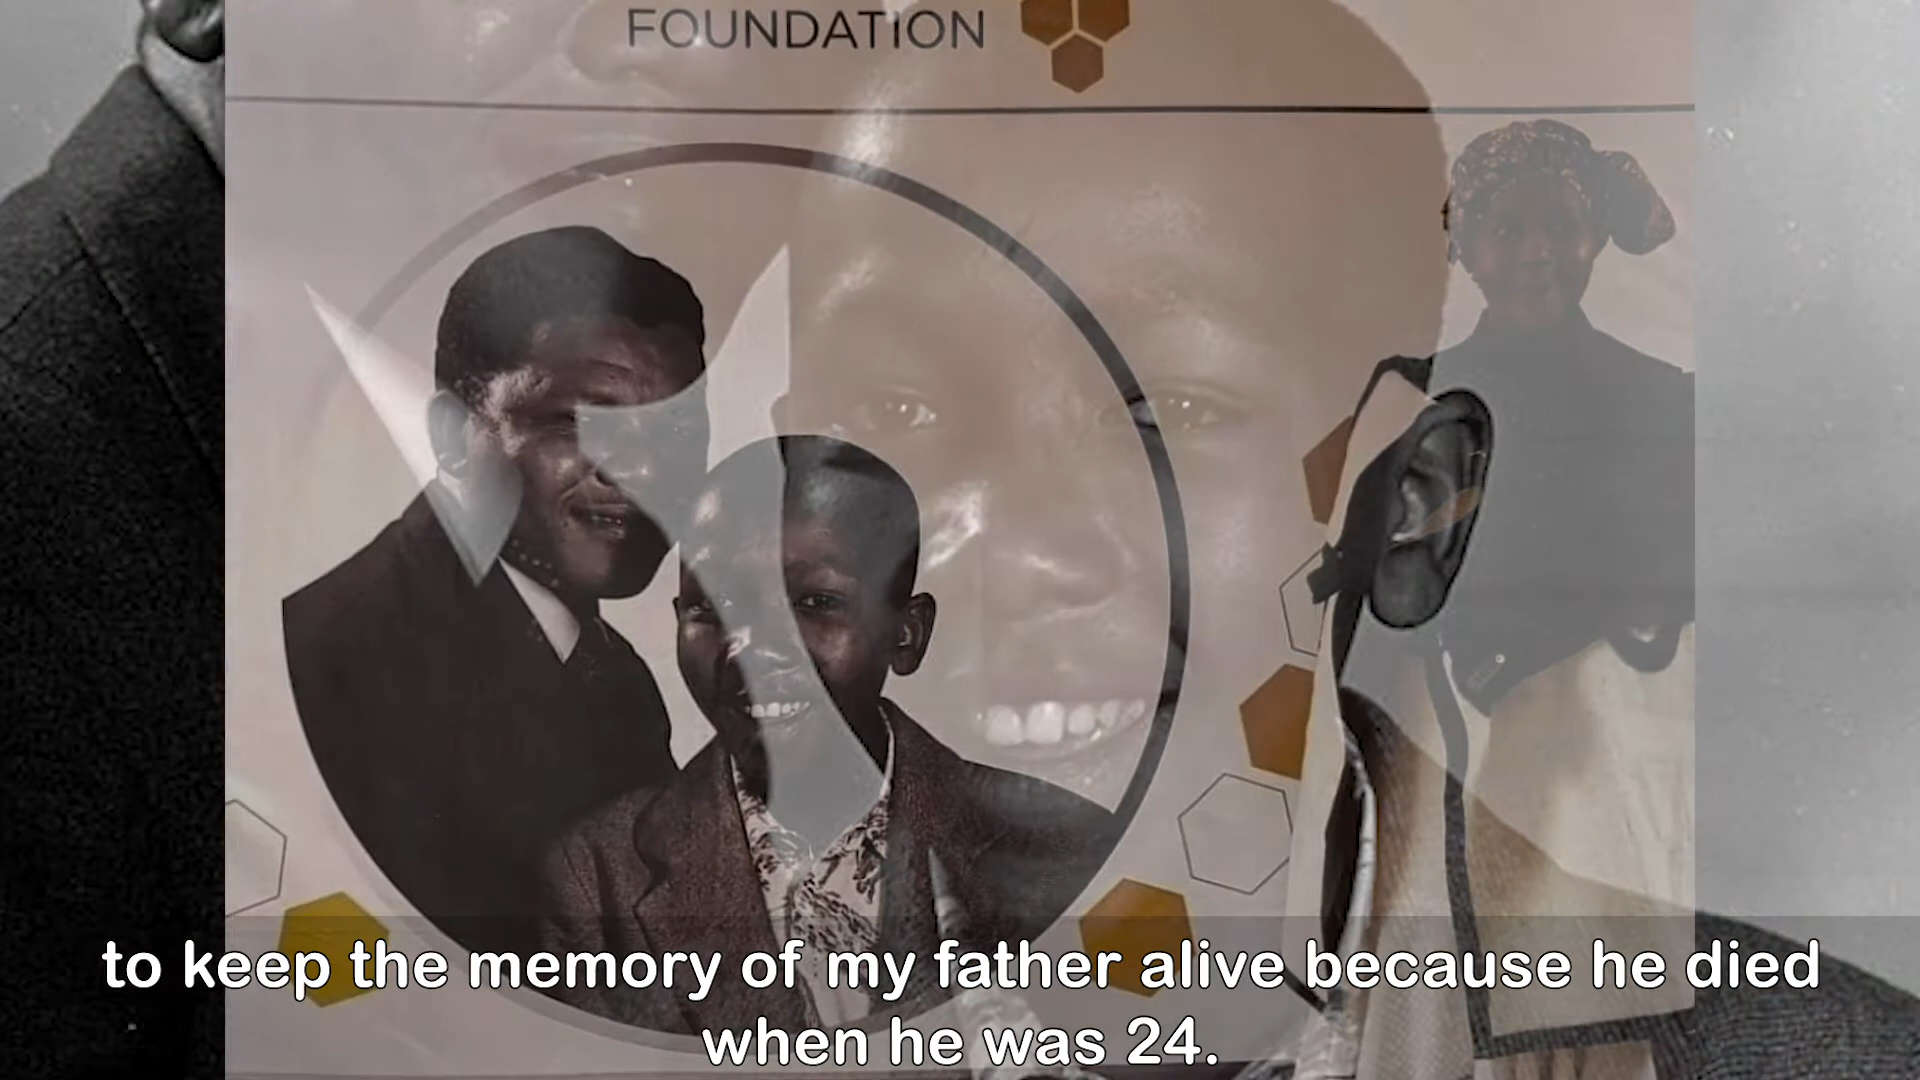 FOUNDATION
to keep the memory of my father alive because he died
when he was 24.